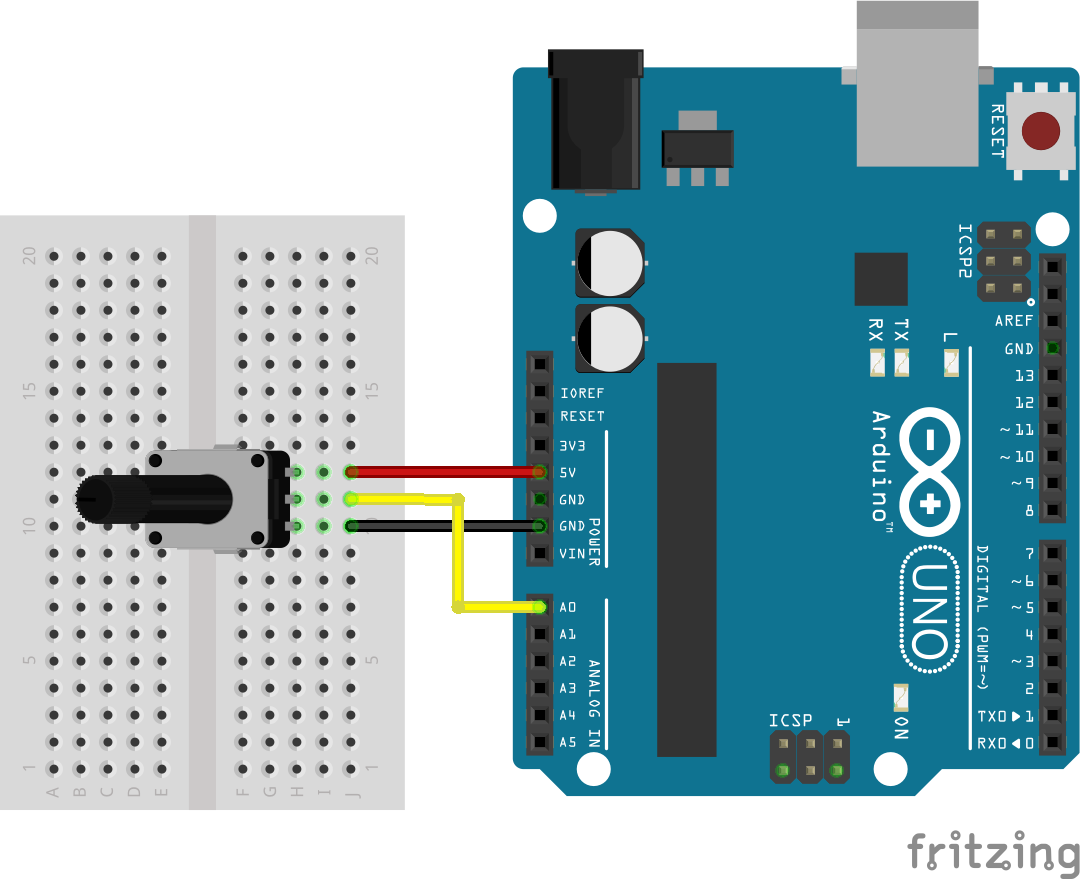 RESET
ICSP2
AREF
GND
13
12
~11
~10
~9
8
7
~6
~5
4
~3
2
TX0▶1
RX0◀0
DIGITAL (PWM=~)
RX
TX
L
Arduino™
UNO
ON
ICSP
1
IOREF
RESET
3V3
5V
GND
GND
VIN
POWER
A0
A1
A2
A3
A4
A5
ANALOG IN
20
20
15
15
10
5
5
1
1
A B C D E F G H I J
fritzing